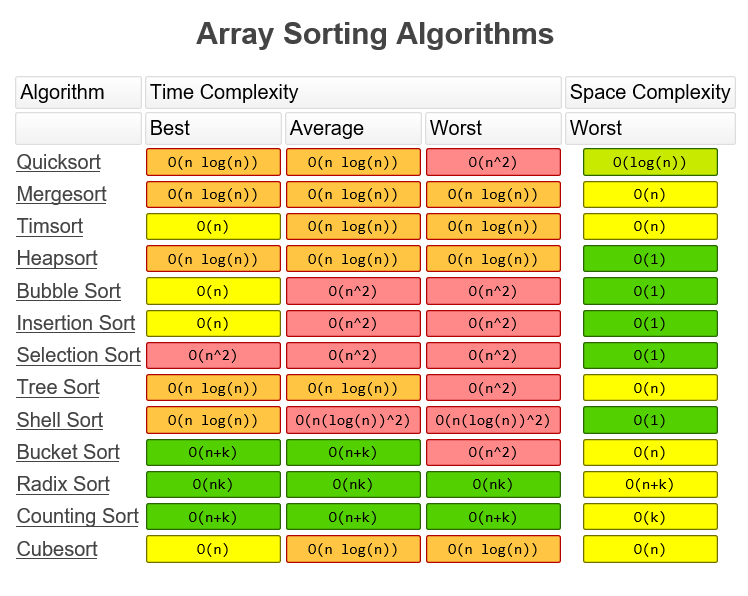 Array Sorting Algorithms
Algorithm Time Complexity Space Complexity
Best Average Worst Worst
Quicksort O(n log(n)) O(n log(n)) O(n^2) O(log(n))
Mergesort O(n log(n)) O(n log(n)) O(n log(n)) O(n)
Timsort O(n) O(n log(n)) O(n log(n)) O(n)
Heapsort O(n log(n)) O(n log(n)) O(n log(n)) O(1)
Bubble Sort O(n) O(n^2) O(n^2) O(1)
Insertion Sort O(n) O(n^2) O(n^2) O(1)
Selection Sort O(n^2) O(n^2) O(n^2) O(1)
Tree Sort O(n log(n)) O(n log(n)) O(n^2) O(n)
Shell Sort O(n log(n)) O(n(log(n))^2) O(n(log(n))^2) O(1)
Bucket Sort O(n+k) O(n+k) O(n^2) O(n)
Radix Sort O(nk) O(nk) O(nk) O(n+k)
Counting Sort O(n+k) O(n+k) O(n+k) O(k)
Cubesort O(n) O(n log(n)) O(n log(n)) O(n)